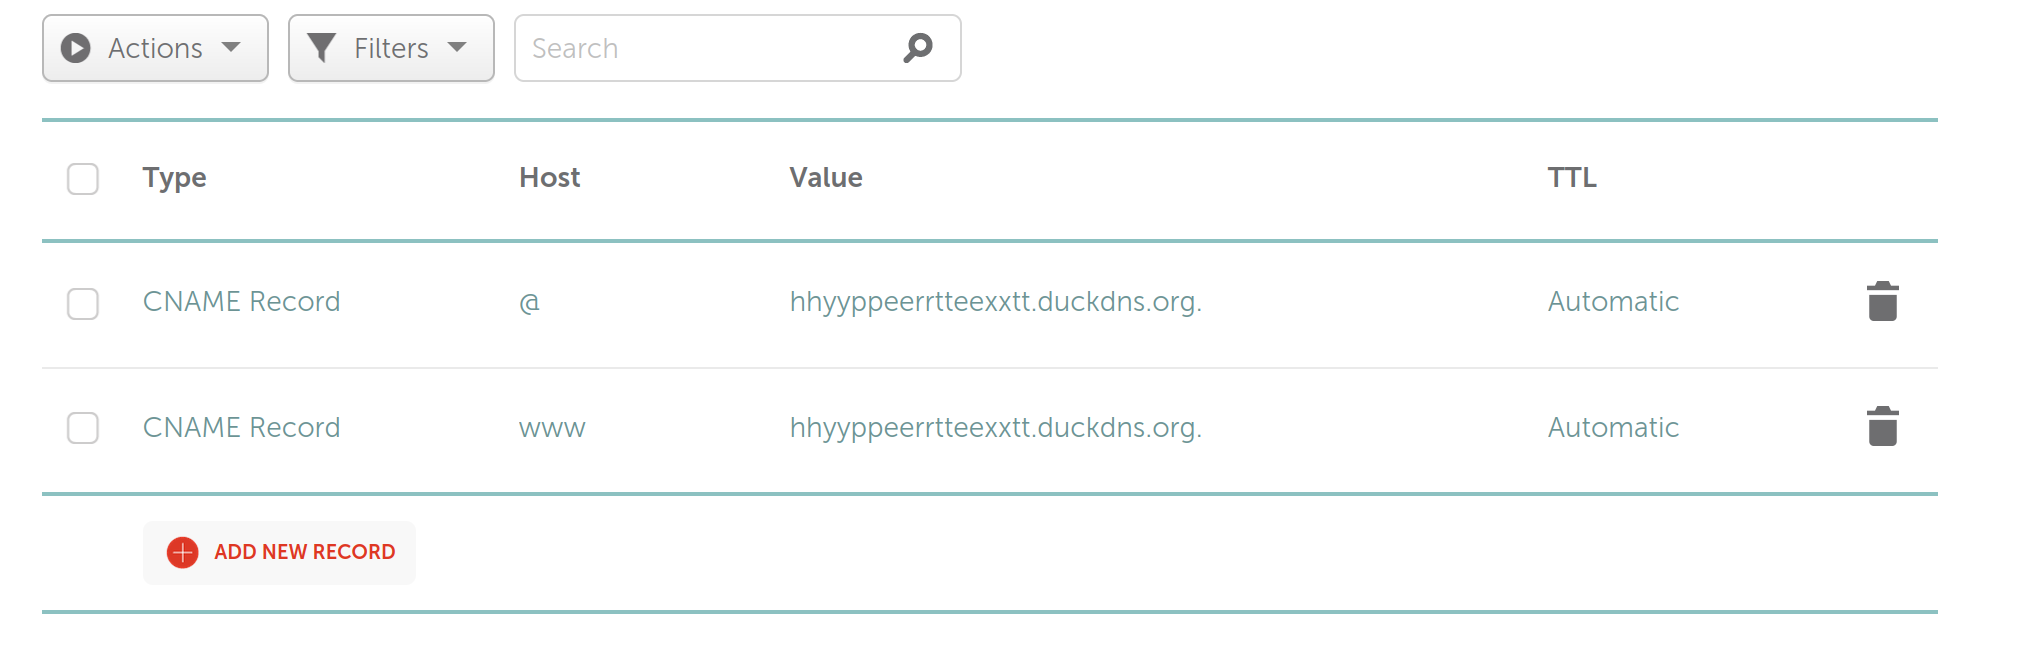 Actions Filters Search
Type Host Value TTL
CNAME Record @ hhyyppeerrtteexxtt.duckdns.org. Automatic
CNAME Record www hhyyppeerrtteexxtt.duckdns.org. Automatic
ADD NEW RECORD